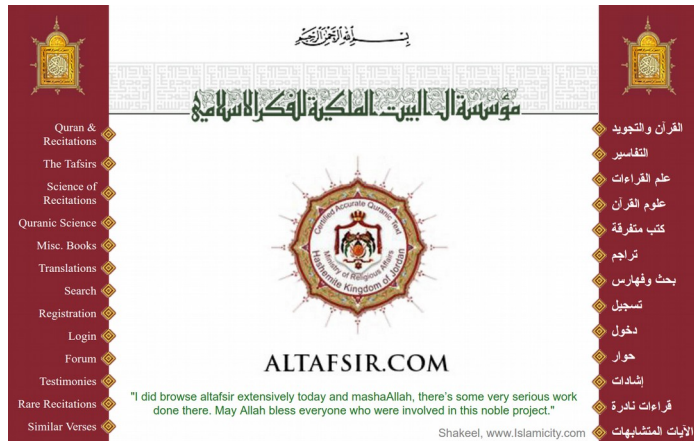 بسم الله الرحمن الرحيم
مؤسسة آل البيت الملكية للفكر الاسلامي
Quran &
Recitations
The Tafsirs
Science of
Recitations
Quranic Science
Misc. Books
Translations
Search
Registration
Login
Forum
Testimonies
Rare Recitations
Similar Verses
Certified Accurate Quranic Text
Ministry of Religious Affairs
Hashemite Kingdom of Jordan
ALTAFSIR.COM
"I did browse altafsir extensively today and mashaAllah, there's some very serious work
done there. May Allah bless everyone who were involved in this noble project."
Shakeel, www.Islamicity.com
القرآن والتجويد
التفاسير
علم القراءات
علوم القرآن
كتب متفرقة
تراجم
بحث وفهارس
تسجيل
دخول
حوار
إشادات
قراءات نادرة
الآيات المتشابهات